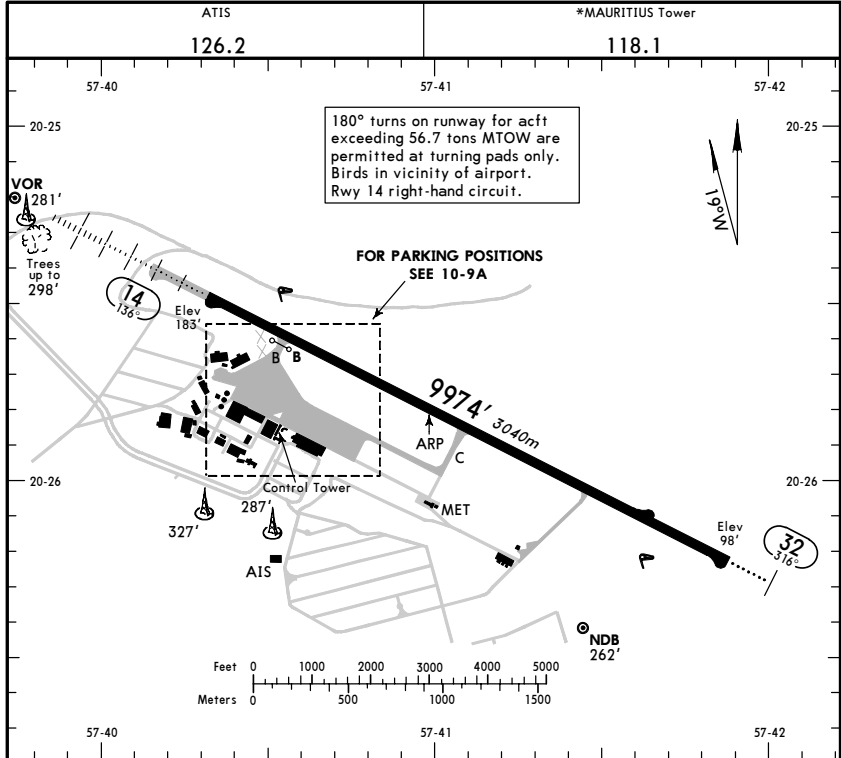 ATIS
126.2
*MAURITIUS Tower
118.1
57-40
57-41
57-42
20-25
20-25
180° turns on runway for acft
exceeding 56.7 tons MTOW are
permitted at turning pads only.
Birds in vicinity of airport.
Rwy 14 right-hand circuit.
19°W
VOR
281'
Trees
up to
298'
FOR PARKING POSITIONS
SEE 10-9A
14
136°
Elev
183'
B
B
9974' 3040m
ARP
C
20-26
20-26
Control Tower
MET
327'
287'
AIS
Elev
98'
32
316°
NDB
262'
Feet 0 1000 2000 3000 4000 5000
Meters 0 500 1000 1500
57-40
57-41
57-42